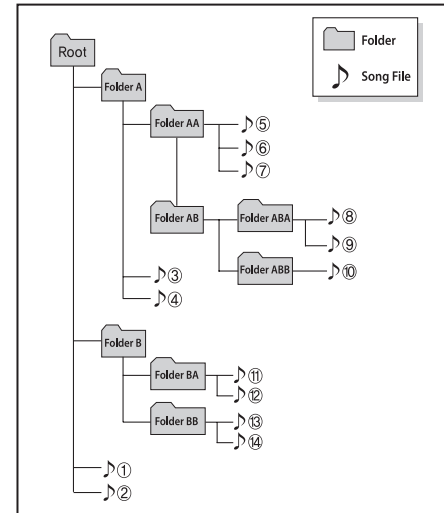 Folder
Song File
Root
Folder A
Folder AA
⑤
⑥
⑦
Folder AB
Folder ABA
⑧
⑨
Folder ABB
⑩
③
④
Folder B
Folder BA
⑪
⑫
Folder BB
⑬
⑭
①
②